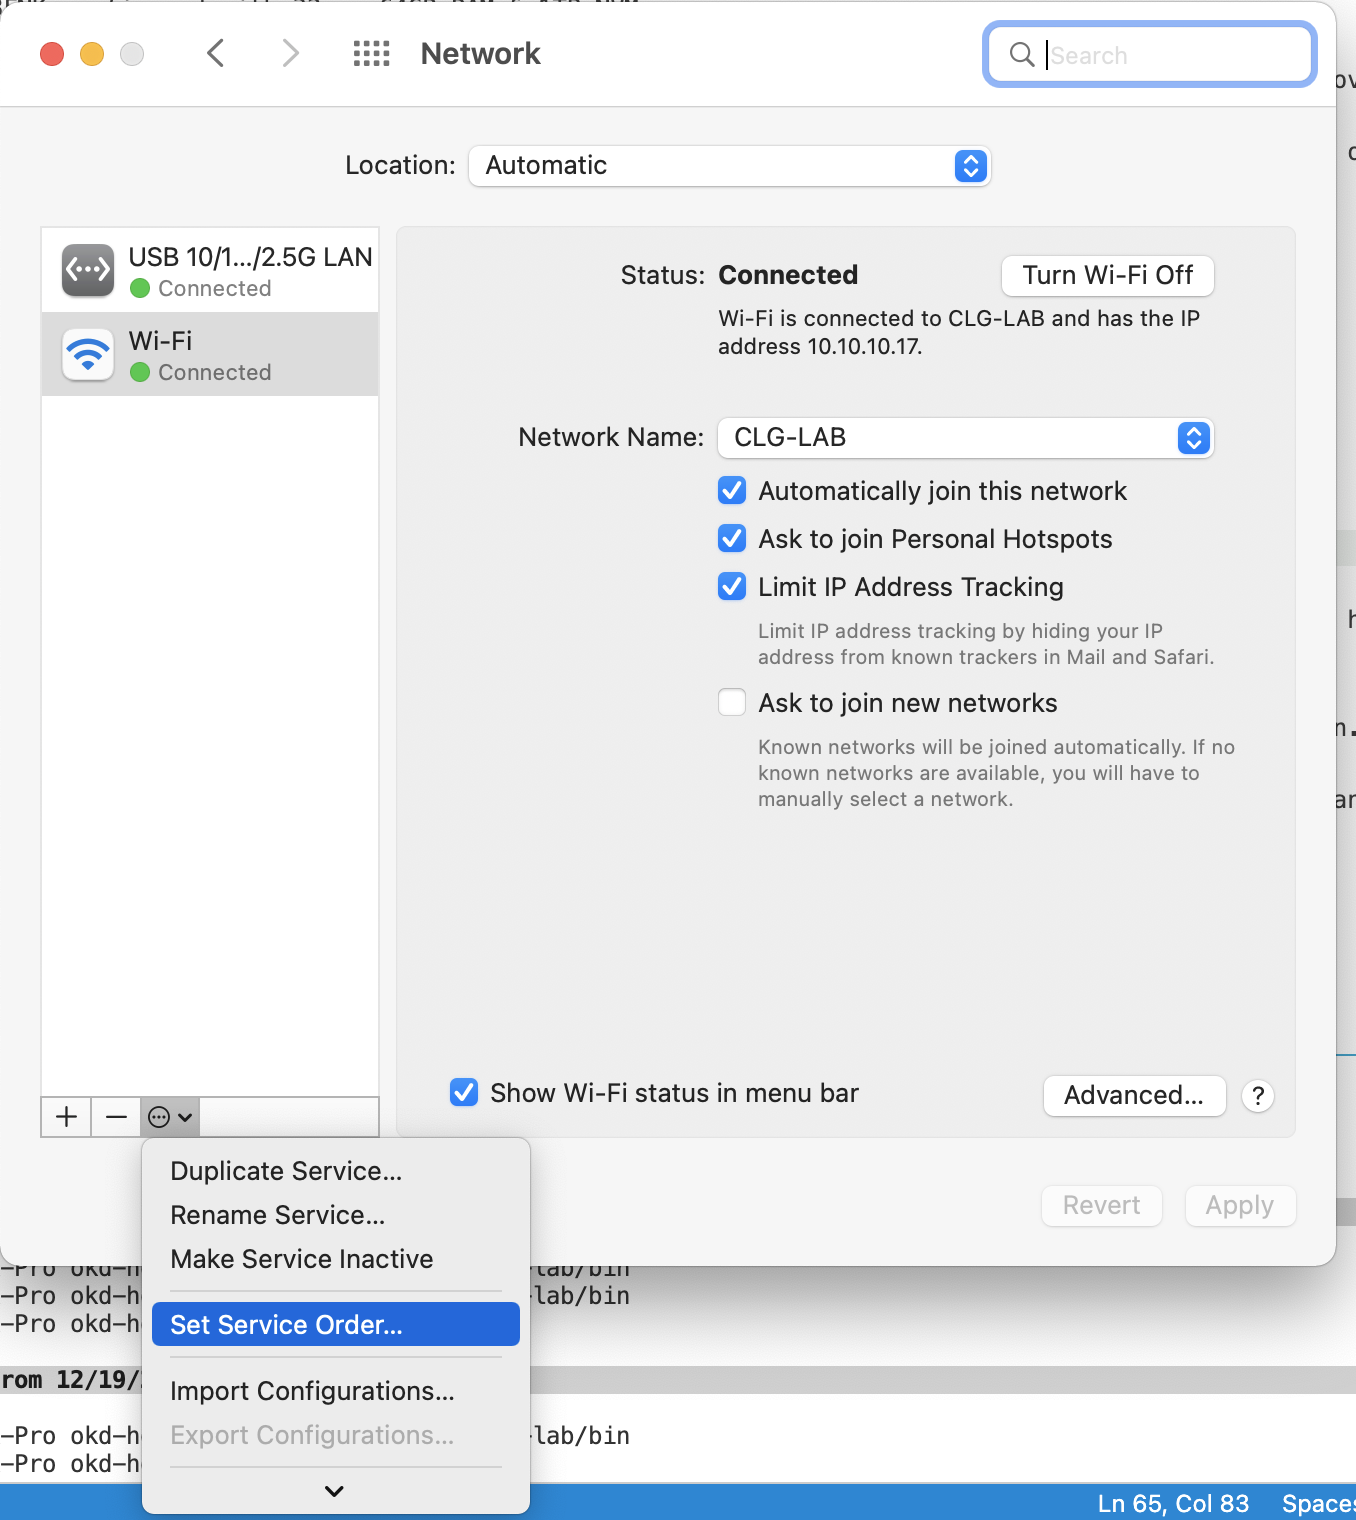 Network
Search
Location: Automatic
USB 10/1.../2.5G LAN
Connected
Wi-Fi
Connected
Status: Connected
Turn Wi-Fi Off
Wi-Fi is connected to CLG-LAB and has the IP
address 10.10.10.17.
Network Name: CLG-LAB
Automatically join this network
Ask to join Personal Hotspots
Limit IP Address Tracking
Limit IP address tracking by hiding your IP
address from known trackers in Mail and Safari.
Ask to join new networks
Known networks will be joined automatically. If no
known networks are available, you will have to
manually select a network.
Show Wi-Fi status in menu bar
Advanced...
?
Duplicate Service...
Rename Service...
Make Service Inactive
Set Service Order...
Import Configurations...
Export Configurations...
Revert
Apply
-Pro okd-h
-lab/bin
-Pro okd-h
-lab/bin
-Pro okd-h
rom 12/19/
-Pro okd-h
-lab/bin
-Pro okd-h
Ln 65, Col 83
Spaces